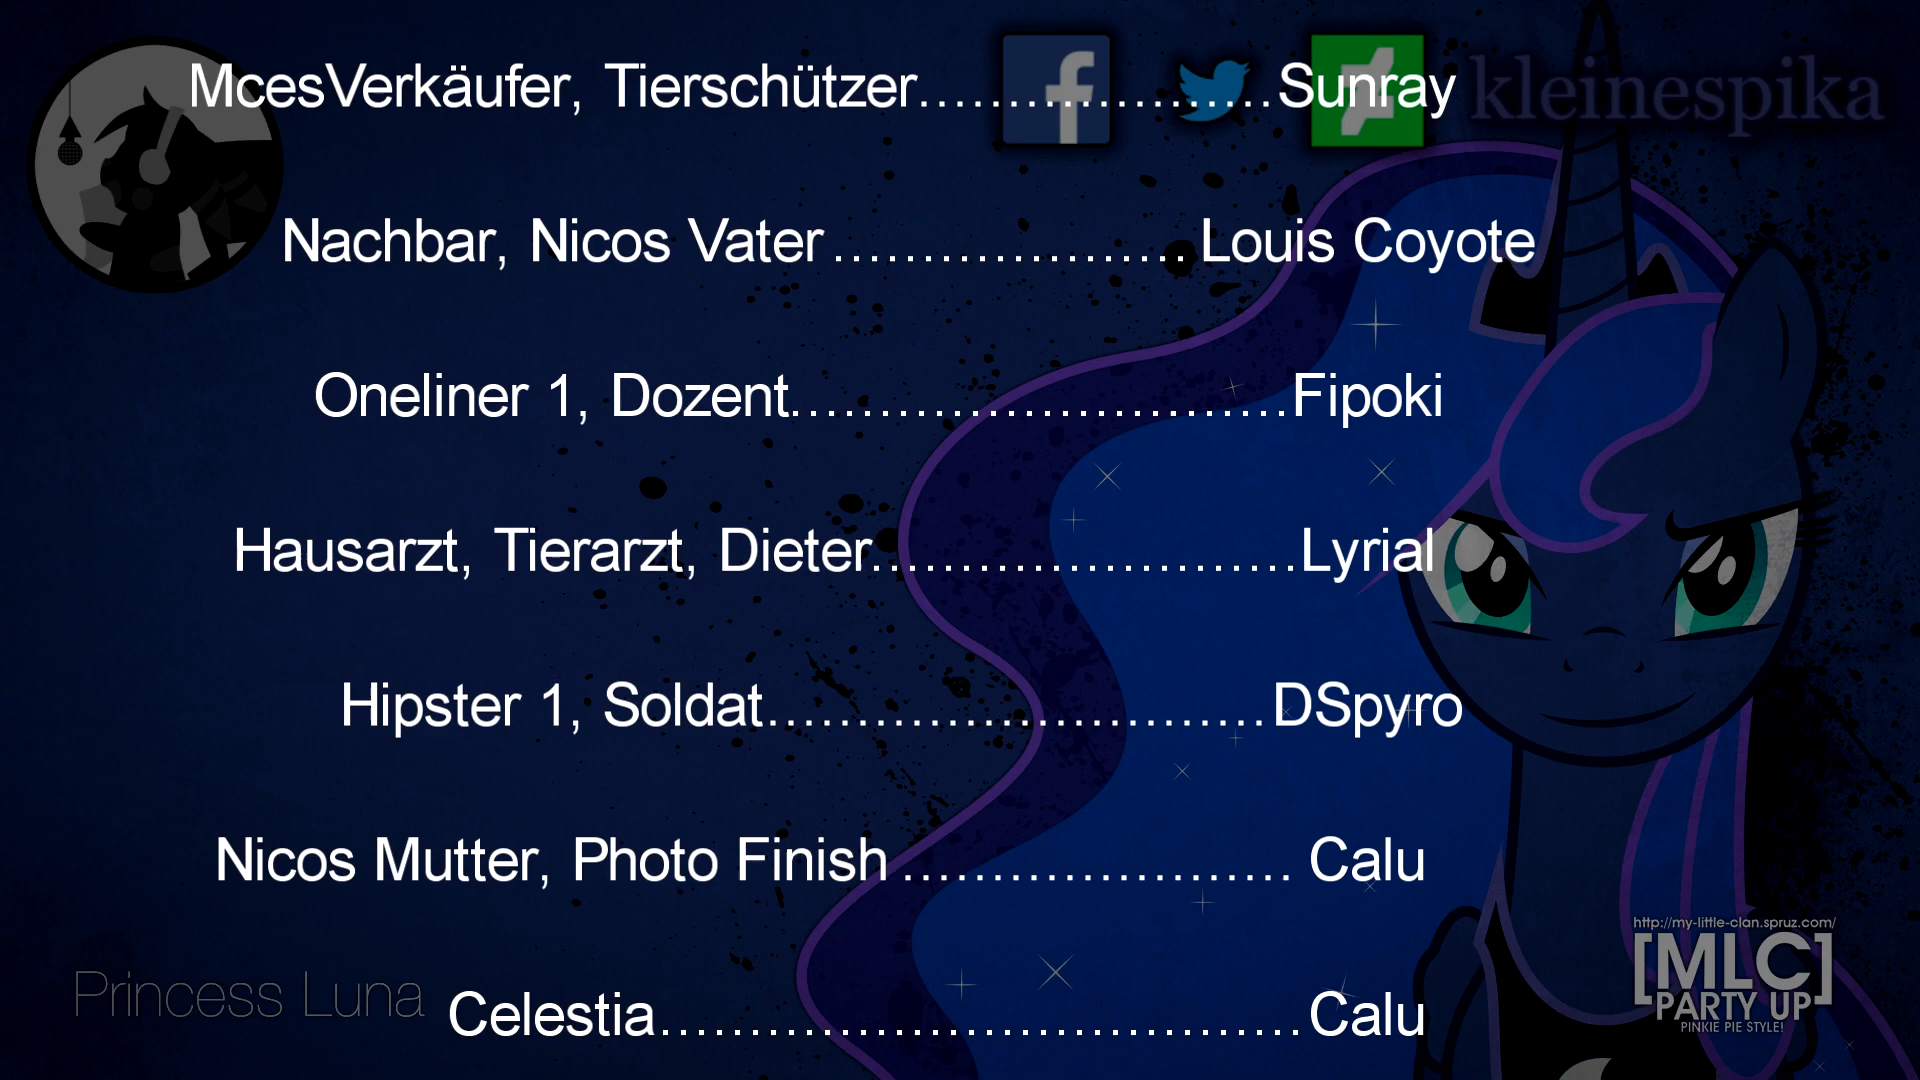 McesVerkäufer, Tierschützer....................Sunray
kleinespika
Nachbar, Nicos Vater .................... Louis Coyote
Oneliner 1, Dozent............................Fipoki
Hausarzt, Tierarzt, Dieter........................Lyrial
Hipster 1, Soldat............................DSpyro
Nicos Mutter, Photo Finish ...................... Calu
http://my-little-clan.spruz.com/
[MLC]
PARTY UP
PINKIE PIE STYLE!
Princess Luna
Celestia....................................Calu